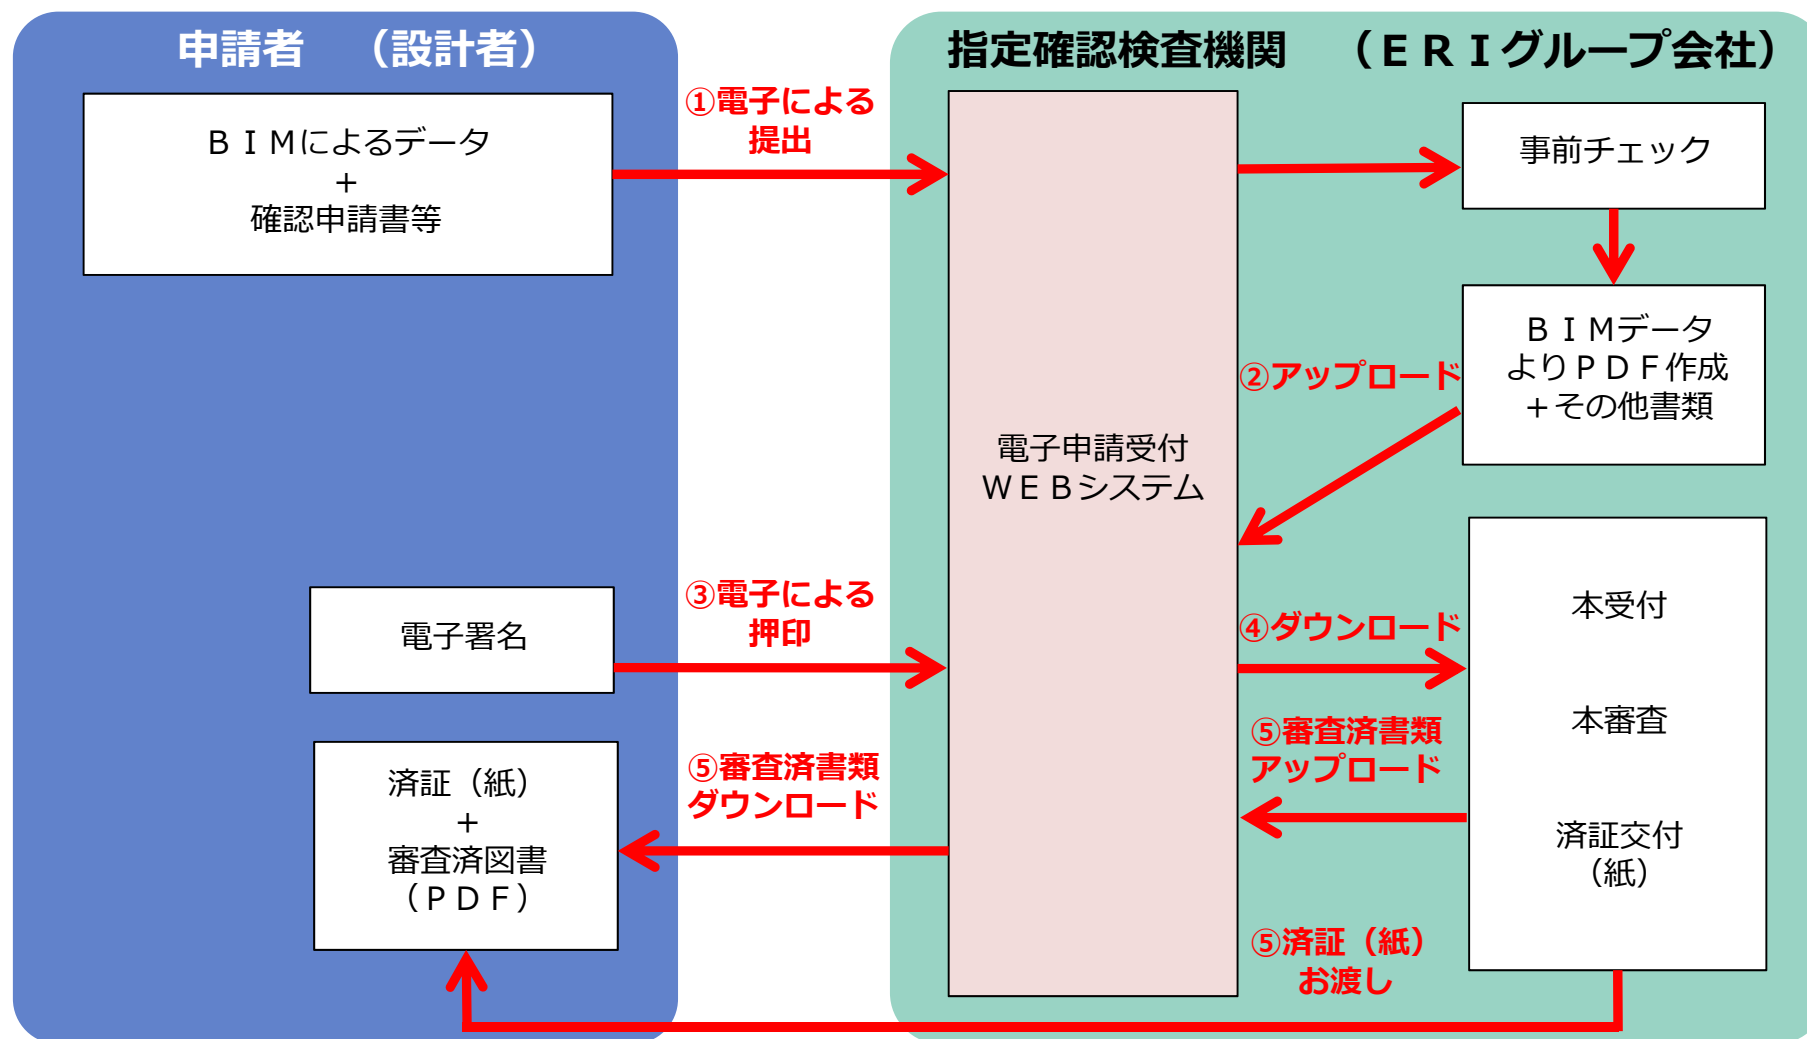 申請者　（設計者）
ＢＩＭによるデータ
＋
確認申請書等
①電子による
提出
指定確認検査機関　（ＥＲＩグループ会社）
事前チェック
ＢＩＭデータ
よりＰＤＦ作成
＋その他書類
②アップロード
電子申請受付
ＷＥＢシステム
電子署名
③電子による
押印
④ダウンロード
本受付
本審査
済証交付
（紙）
⑤審査済書類
アップロード
⑤審査済書類
ダウンロード
済証（紙）
＋
審査済図書
（ＰＤＦ）
⑤済証（紙）
お渡し